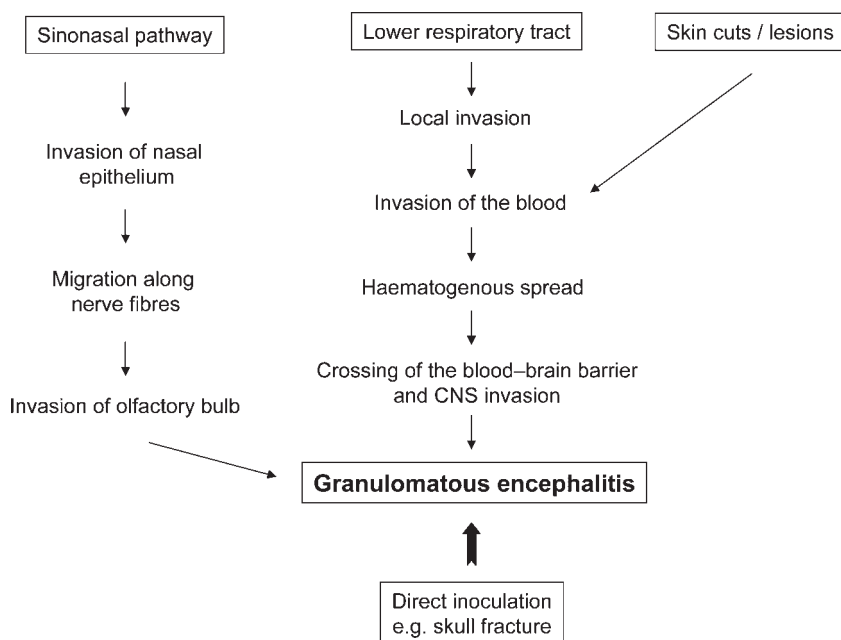 Sinonasal pathway
Invasion of nasal
epithelium
Migration along
nerve fibres
Invasion of olfactory bulb
Lower respiratory tract
Local invasion
Invasion of the blood
Haematogenous spread
Crossing of the blood–brain barrier
and CNS invasion
Skin cuts / lesions
Granulomatous encephalitis
Direct inoculation
e.g. skull fracture